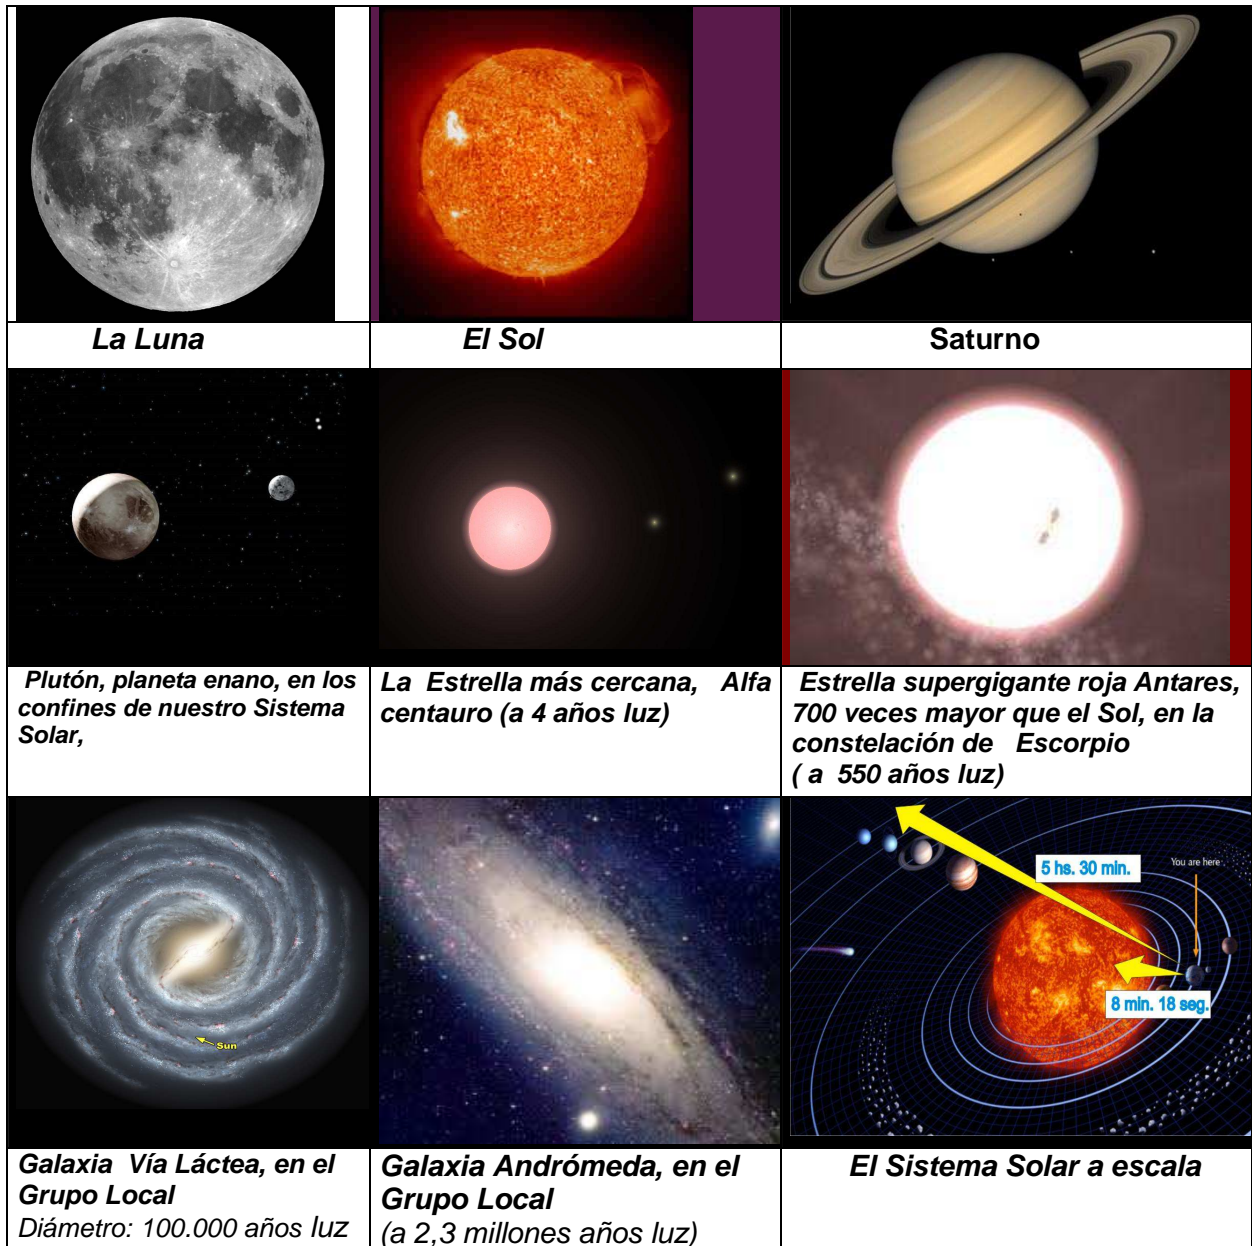 La Luna
El Sol
Saturno
Plutón, planeta enano, en los
confines de nuestro Sistema
Solar,
La Estrella más cercana, Alfa
centauro (a 4 años luz)
Estrella supergigante roja Antares,
700 veces mayor que el Sol, en la
constelación de Escorpio
( a 550 años luz)
Sun
5 hs. 30 min.
You are here
8 min. 18 seg.
Galaxia Vía Láctea, en el
Grupo Local
Diámetro: 100.000 años luz
Galaxia Andrómeda, en el
Grupo Local
(a 2,3 millones años luz)
El Sistema Solar a escala